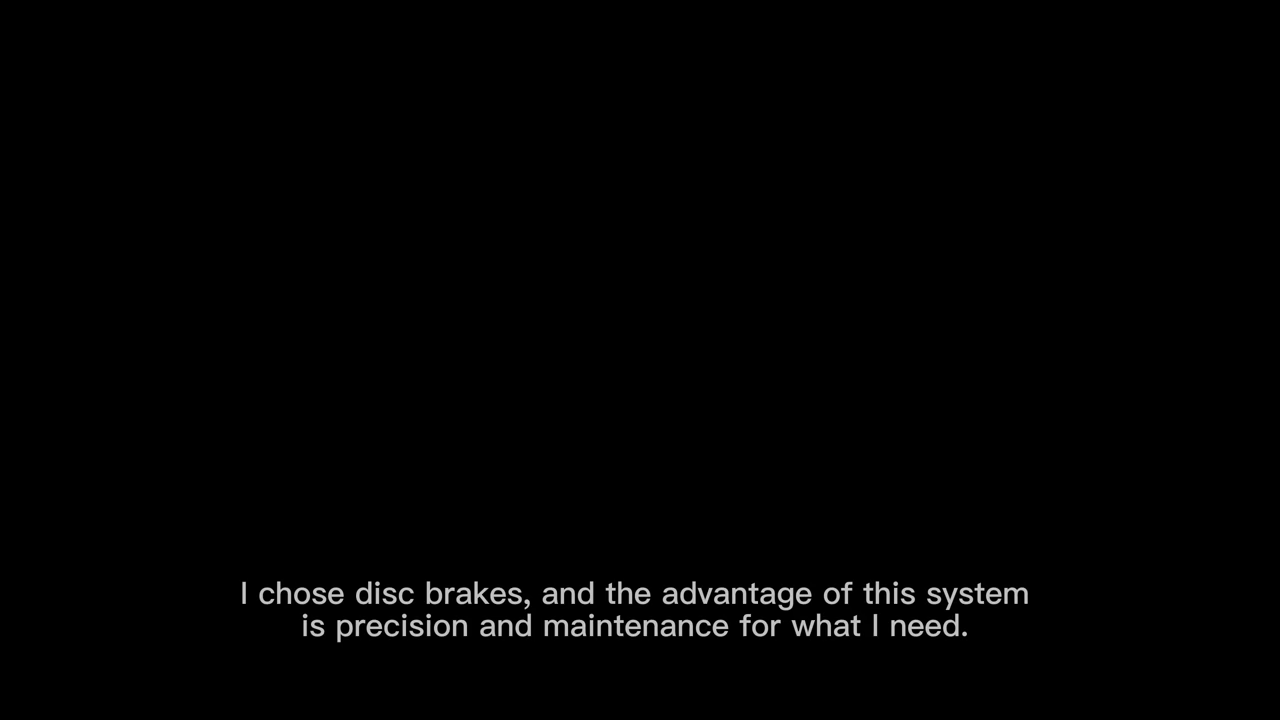 I chose disc brakes, and the advantage of this system
is precision and maintenance for what I need.